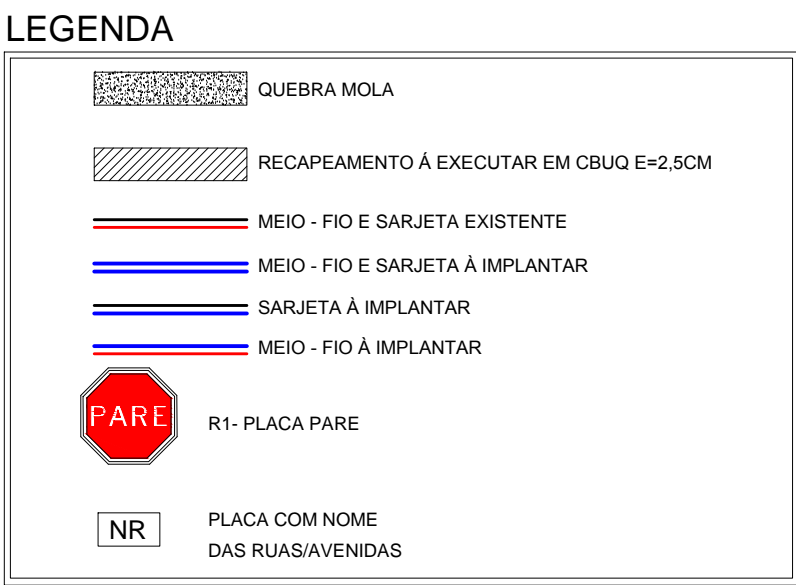 LEGENDA
QUEBRA MOLA
RECAPEAMENTO Á EXECUTAR EM CBUQ E=2,5CM
MEIO - FIO E SARJETA EXISTENTE
MEIO - FIO E SARJETA À IMPLANTAR
SARJETA À IMPLANTAR
MEIO - FIO À IMPLANTAR
PARE
R1- PLACA PARE
NR
PLACA COM NOME
DAS RUAS/AVENIDAS